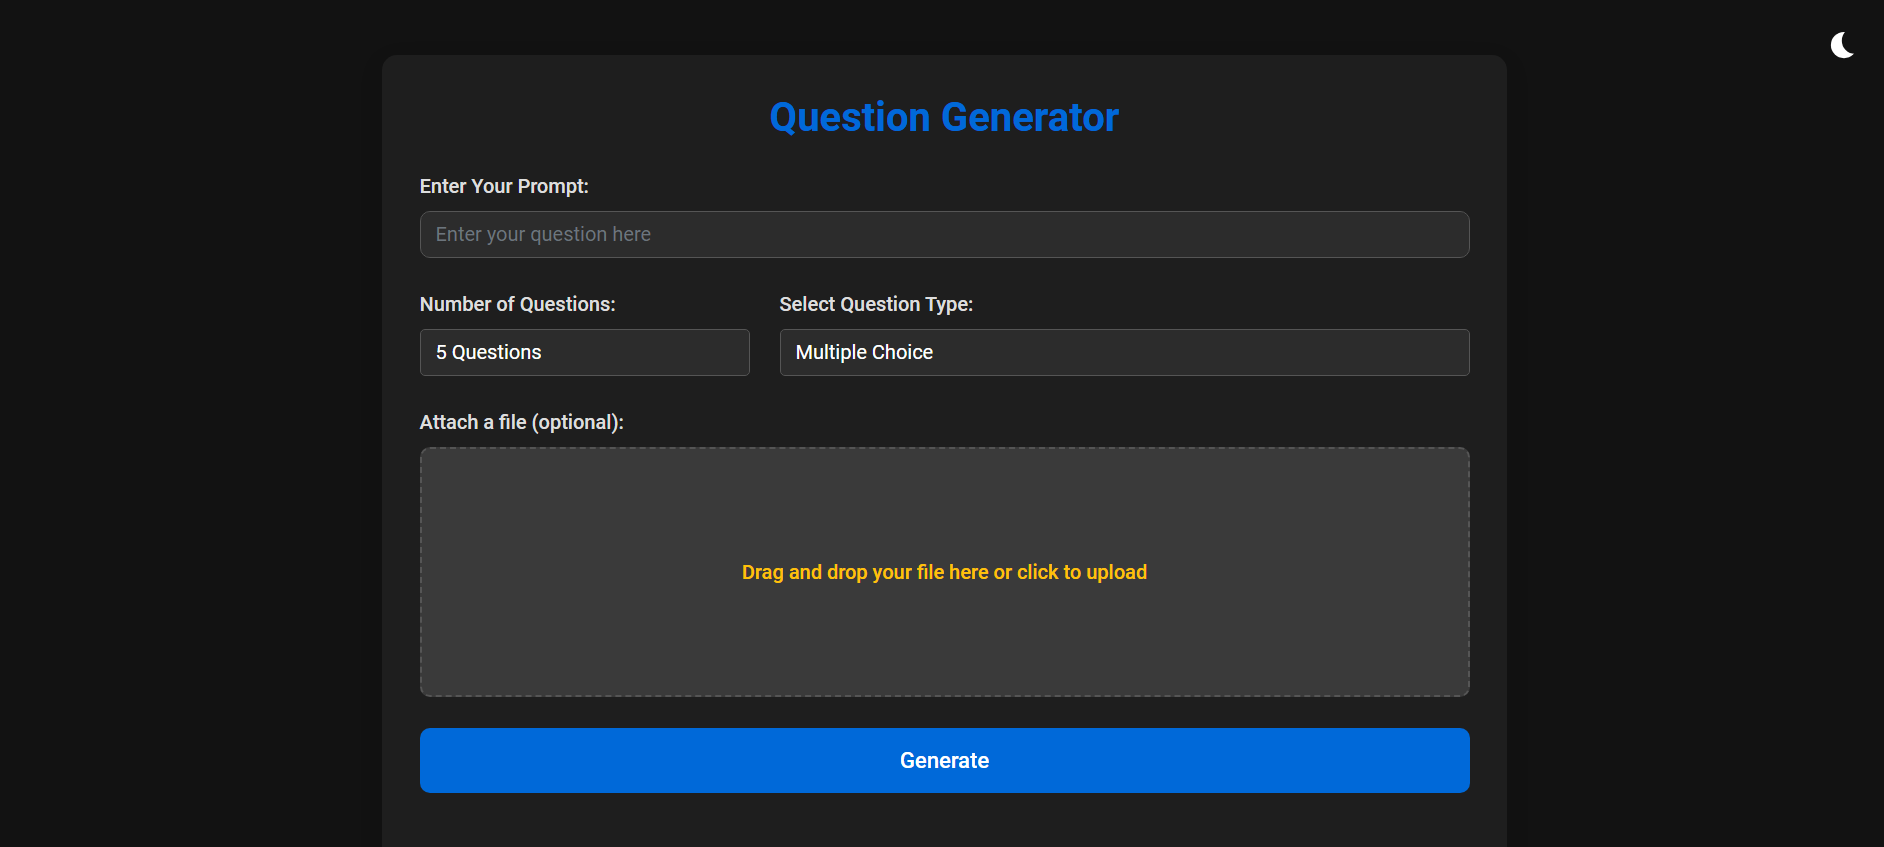 Question Generator
Enter Your Prompt:
Enter your question here
Number of Questions:
Select Question Type:
5 Questions
Multiple Choice
Attach a file (optional):
Drag and drop your file here or click to upload
Generate